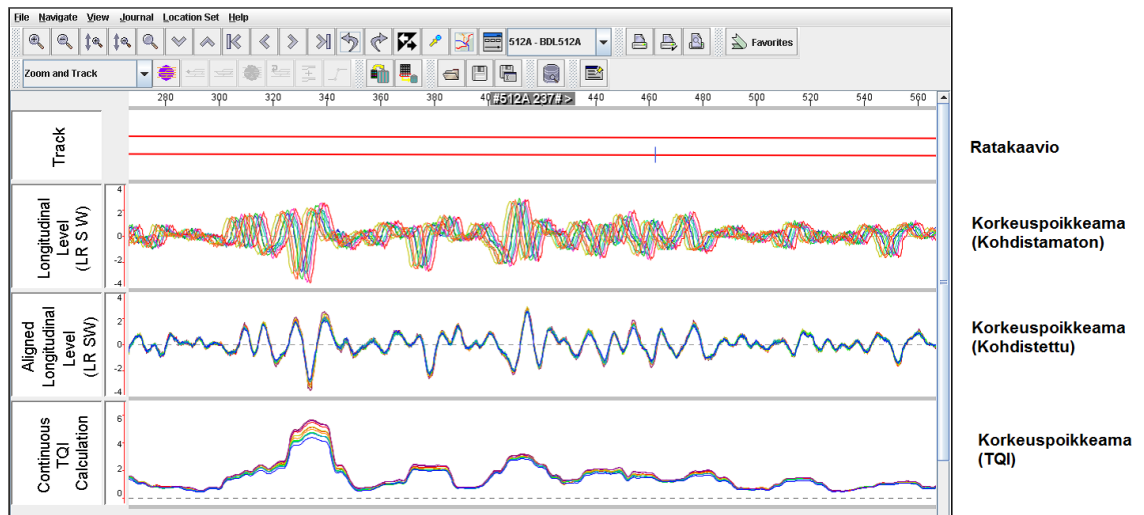 File Navigate View Journal Location Set Help
512A - BDL512A
Favorites
Zoom and Track
280 300 320 340 360 380 40 #512A 237# > 440 460 480 500 520 540 560
Track
Ratakaavio
Longitudinal
Level
(LR S W)
4
2
0
-2
-4
Korkeuspoikkeama
(Kohdistamaton)
Aligned
Longitudinal
Level
(LR SW)
4
2
0
-2
-4
Korkeuspoikkeama
(Kohdistettu)
Continuous
TQI
Calculation
6
4
2
0
Korkeuspoikkeama
(TQI)